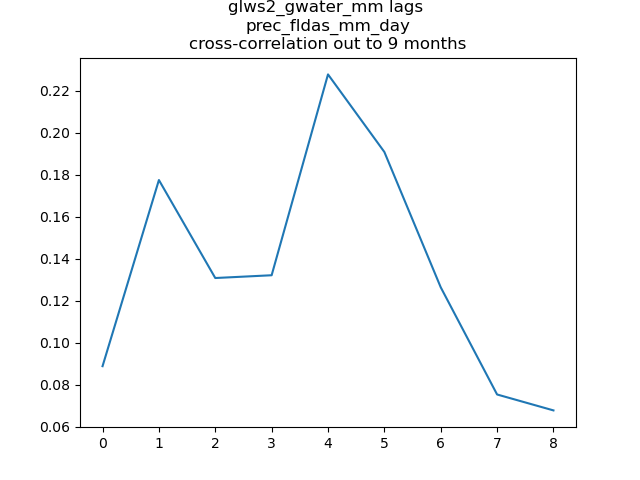 glws2_gwater_mm lags
prec_fldas_mm_day
cross-correlation out to 9 months
0.22
0.20
0.18
0.16
0.14
0.12
0.10
0.08
0.06
0 1 2 3 4 5 6 7 8